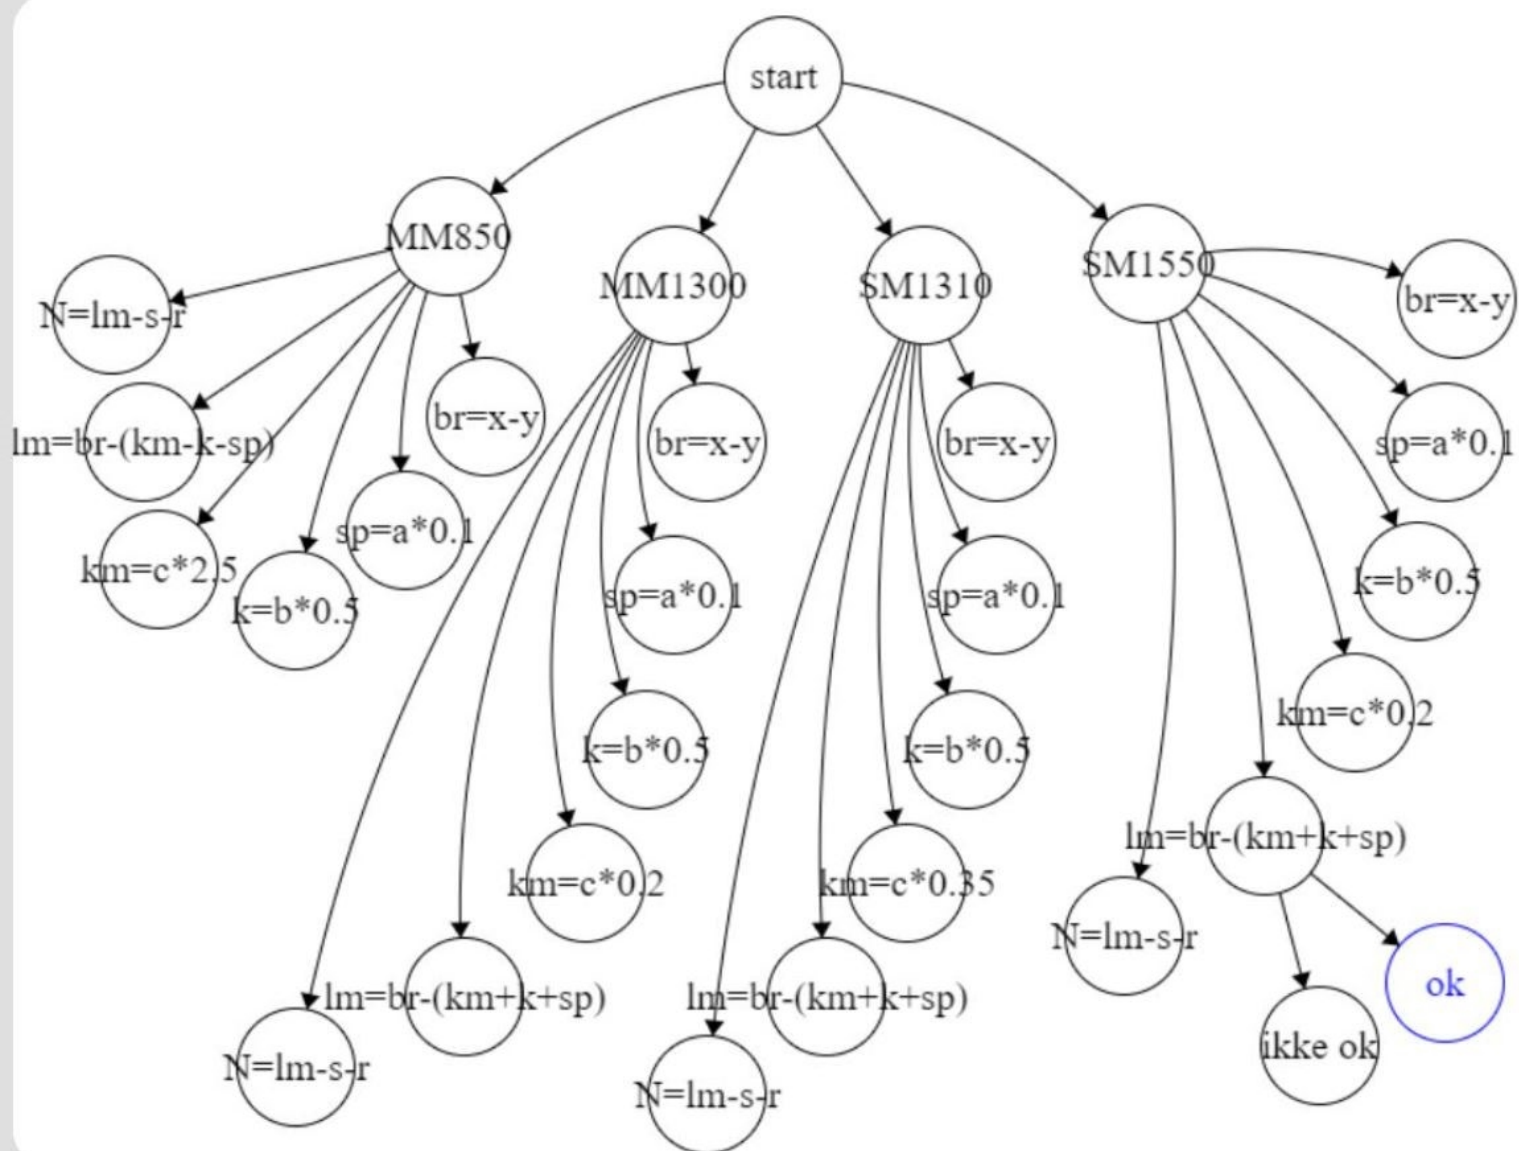 start
MM850
MM1300
SM1310
SM1550
N=lm-s-r
lm=br-(km-k-sp)
km=c*2.5
k=b*0.5
sp=a*0.1
br=x-y
br=x-y
sp=a*0.1
k=b*0.5
km=c*0.2
lm=br-(km+k+sp)
N=lm-s-r
br=x-y
sp=a*0.1
k=b*0.5
km=c*0.35
lm=br-(km+k+sp)
N=lm-s-r
br=x-y
sp=a*0.1
k=b*0.5
km=c*0.2
lm=br-(km+k+sp)
N=lm-s-r
ok
ikke ok